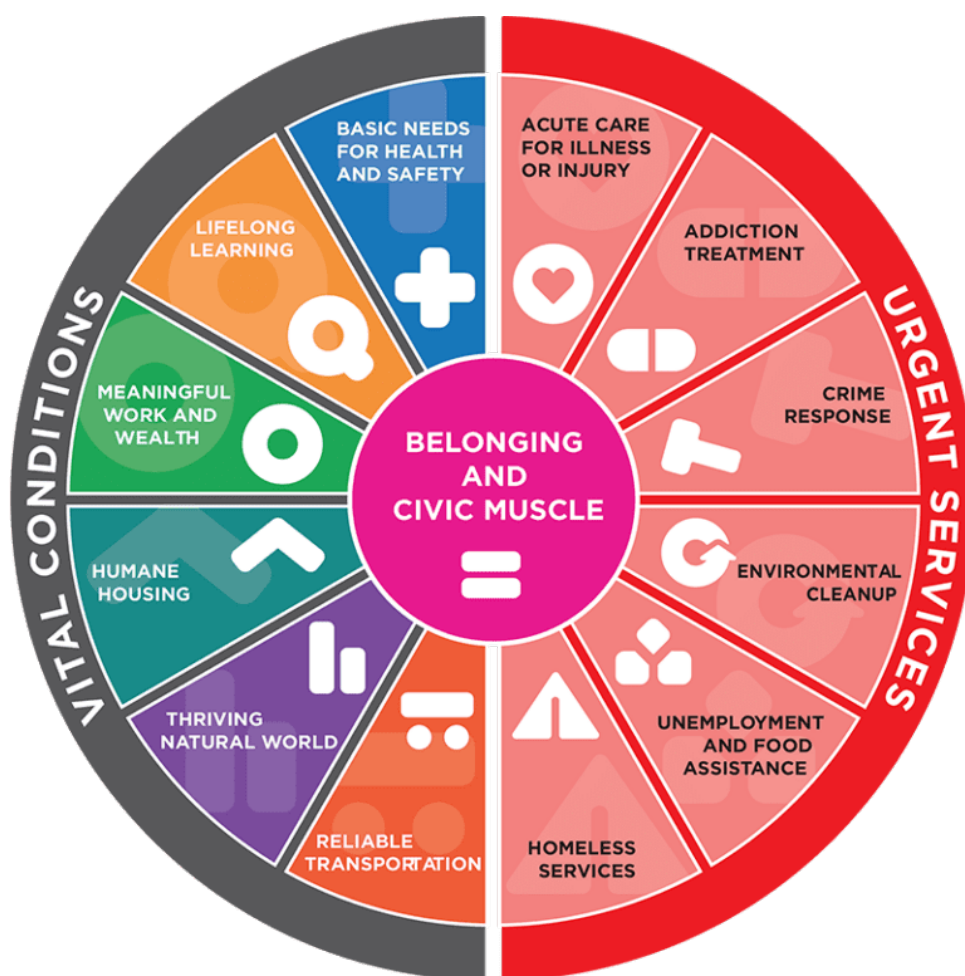 VITAL CONDITIONS
BASIC NEEDS
FOR HEALTH
AND SAFETY
LIFELONG
LEARNING
MEANINGFUL
WORK AND
WEALTH
HUMANE
HOUSING
THRIVING
NATURAL WORLD
RELIABLE
TRANSPORTATION
BELONGING
AND
CIVIC MUSCLE
URGENT SERVICES
ACUTE CARE
FOR ILLNESS
OR INJURY
ADDICTION
TREATMENT
CRIME
RESPONSE
ENVIRONMENTAL
CLEANUP
UNEMPLOYMENT
AND FOOD
ASSISTANCE
HOMELESS
SERVICES